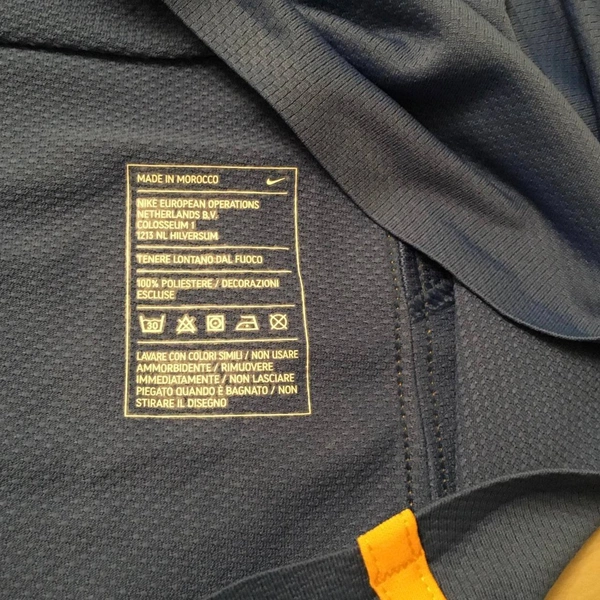 MADE IN MOROCCO
NIKE EUROPEAN OPERATIONS
NETHERLANDS B.V.
COLOSSEUM 1
1213 NL HILVERSUM
TENERE LONTANO DAL FUOCO
100% POLIESTERE / DECORAZIONI
ESCLUSE
30
LAVARE CON COLORI SIMILI / NON USARE
AMMORBIDENTE / RIMUOVERE
IMMEDIATAMENTE / NON LASCIARE
PIEGATO QUANDO È BAGNATO / NON
STIRARE IL DISEGNO